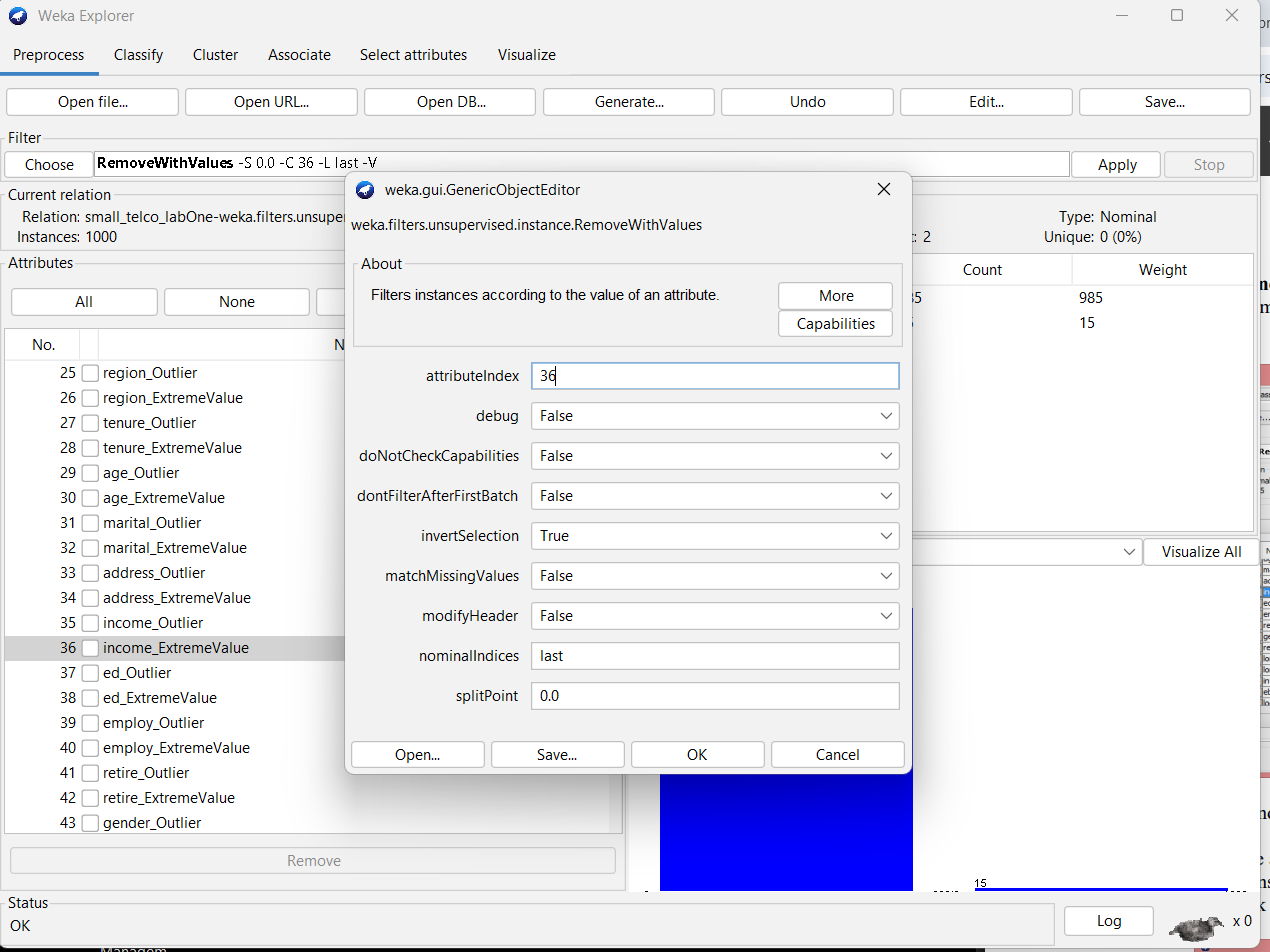 Weka Explorer
Preprocess Classify Cluster Associate Select attributes Visualize
Open file... Open URL... Open DB... Generate... Undo Edit... Save...
Filter
Choose RemoveWithValues -S 0.0 -C 36 -L last -V Apply Stop
Current relation
Relation: small_telco_labOne-weka.filters.unsuper
Instances: 1000
Type: Nominal
: 2 Unique: 0 (0%)
Attributes
All None
No.
25 region_Outlier
26 region_ExtremeValue
27 tenure_Outlier
28 tenure_ExtremeValue
29 age_Outlier
30 age_ExtremeValue
31 marital_Outlier
32 marital_ExtremeValue
33 address_Outlier
34 address_ExtremeValue
35 income_Outlier
36 income_ExtremeValue
37 ed_Outlier
38 ed_ExtremeValue
39 employ_Outlier
40 employ_ExtremeValue
41 retire_Outlier
42 retire_ExtremeValue
43 gender_Outlier
Remove
weka.gui.GenericObjectEditor
weka.filters.unsupervised.instance.RemoveWithValues
About
Filters instances according to the value of an attribute.
More
Capabilities
attributeIndex 36
debug False
doNotCheckCapabilities False
dontFilterAfterFirstBatch False
invertSelection True
matchMissingValues False
modifyHeader False
nominalIndices last
splitPoint 0.0
Open... Save... OK Cancel
Count Weight
985
15
Visualize All
15
Status
OK
Log x 0